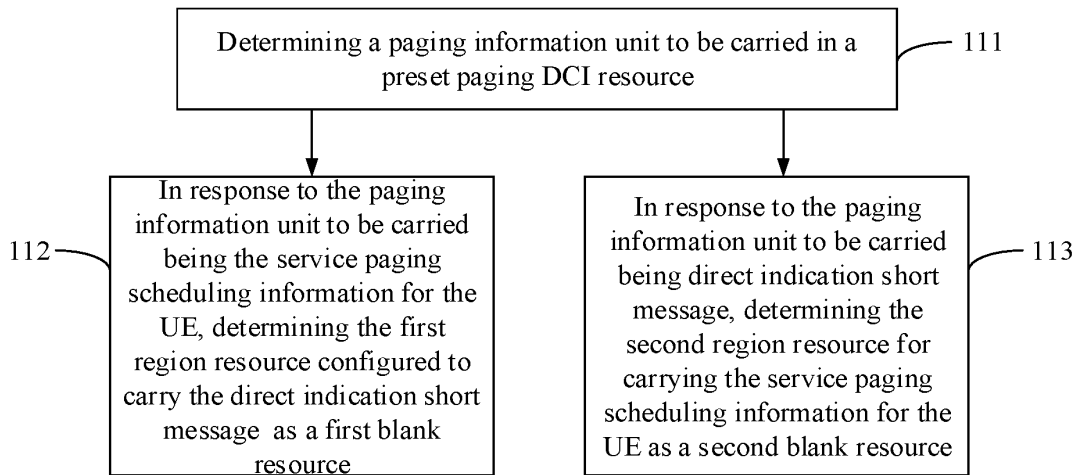 Determining a paging information unit to be carried in a
preset paging DCI resource
111
In response to the paging
information unit to be carried
being the service paging
scheduling information for the
UE, determining the first
region resource configured to
carry the direct indication short
message as a first blank
resource
112
In response to the paging
information unit to be carried
being direct indication short
message, determining the
second region resource for
carrying the service paging
scheduling information for the
UE as a second blank resource
113